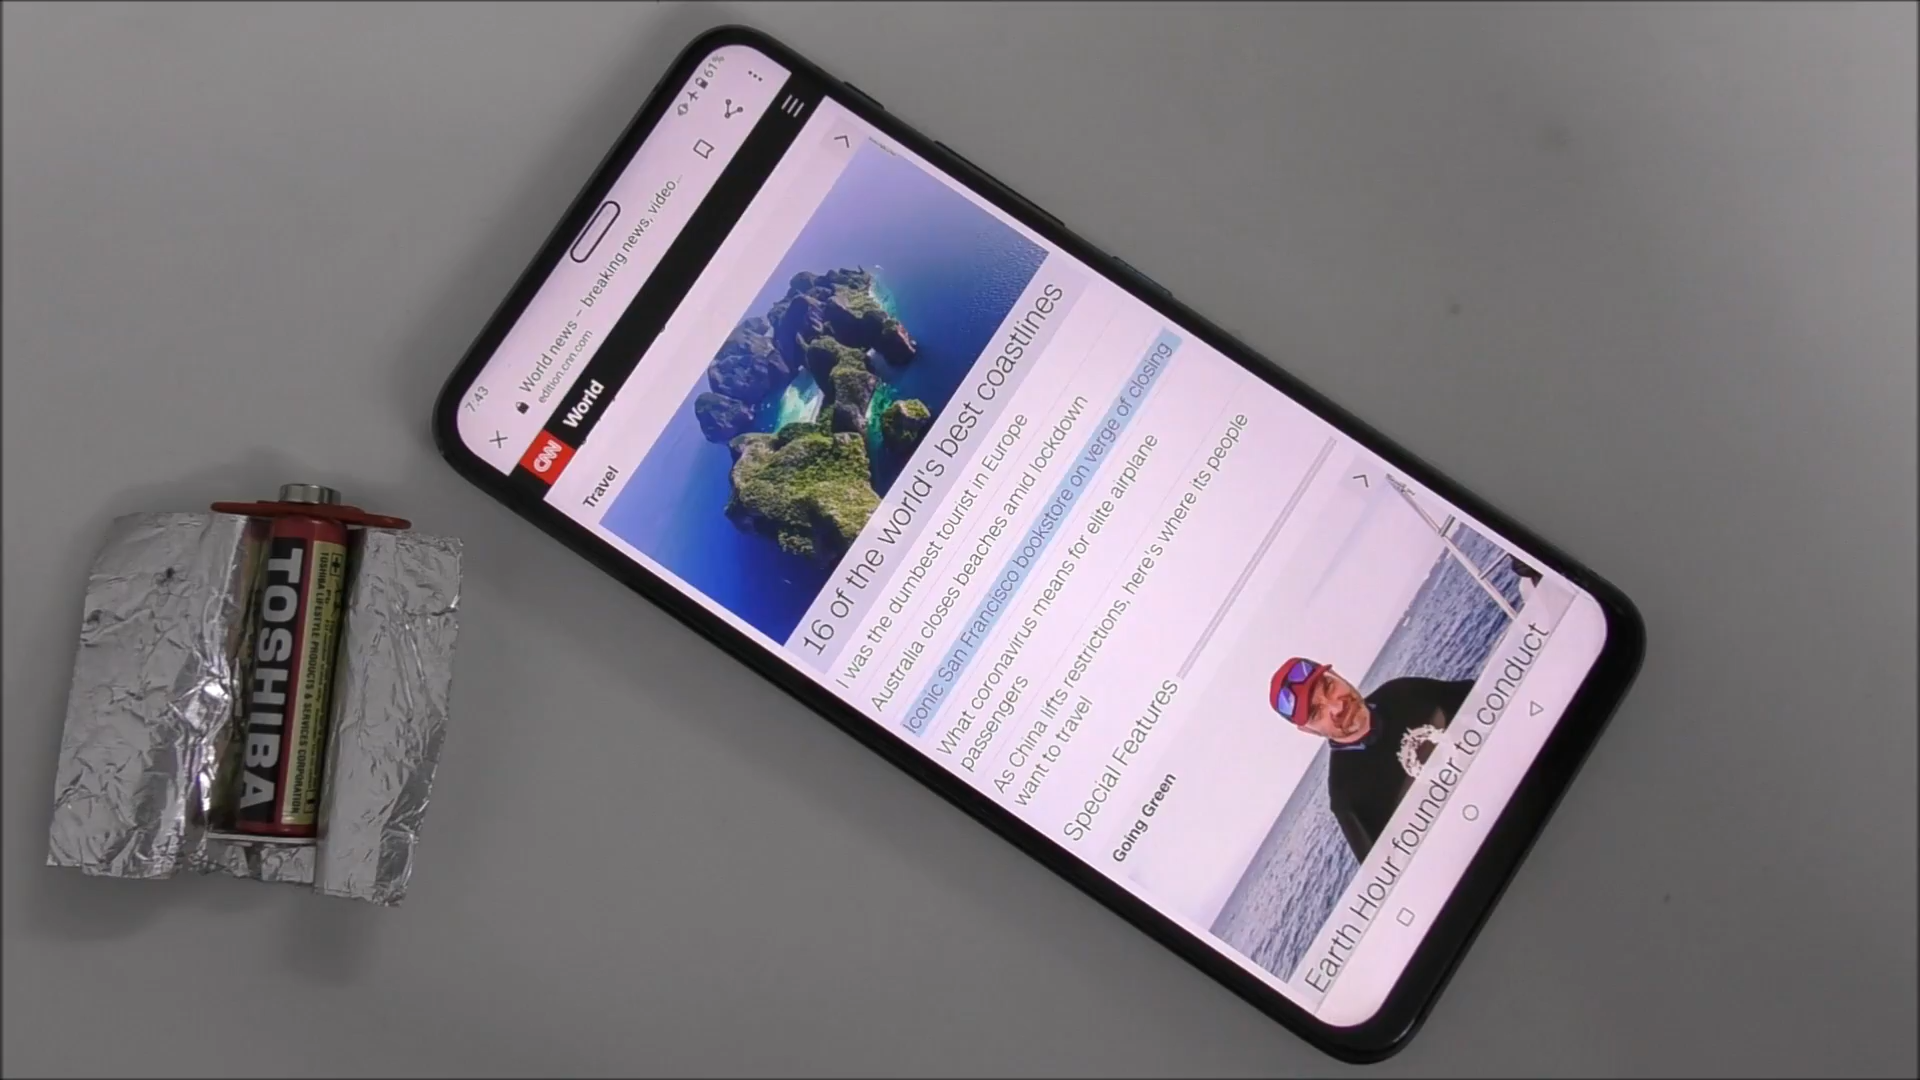 7:43
61%
World news – breaking news, video...
edition.cnn.com
CNN World
Travel
16 of the world's best coastlines
I was the dumbest tourist in Europe
Australia closes beaches amid lockdown
Iconic San Francisco bookstore on verge of closing
What coronavirus means for elite airplane
passengers
As China lifts restrictions, here's where its people
want to travel
Special Features
Going Green
Earth Hour founder to conduct
TOSHIBA
TOSHIBA LIFESTYLE PRODUCTS & SERVICES CORPORATION